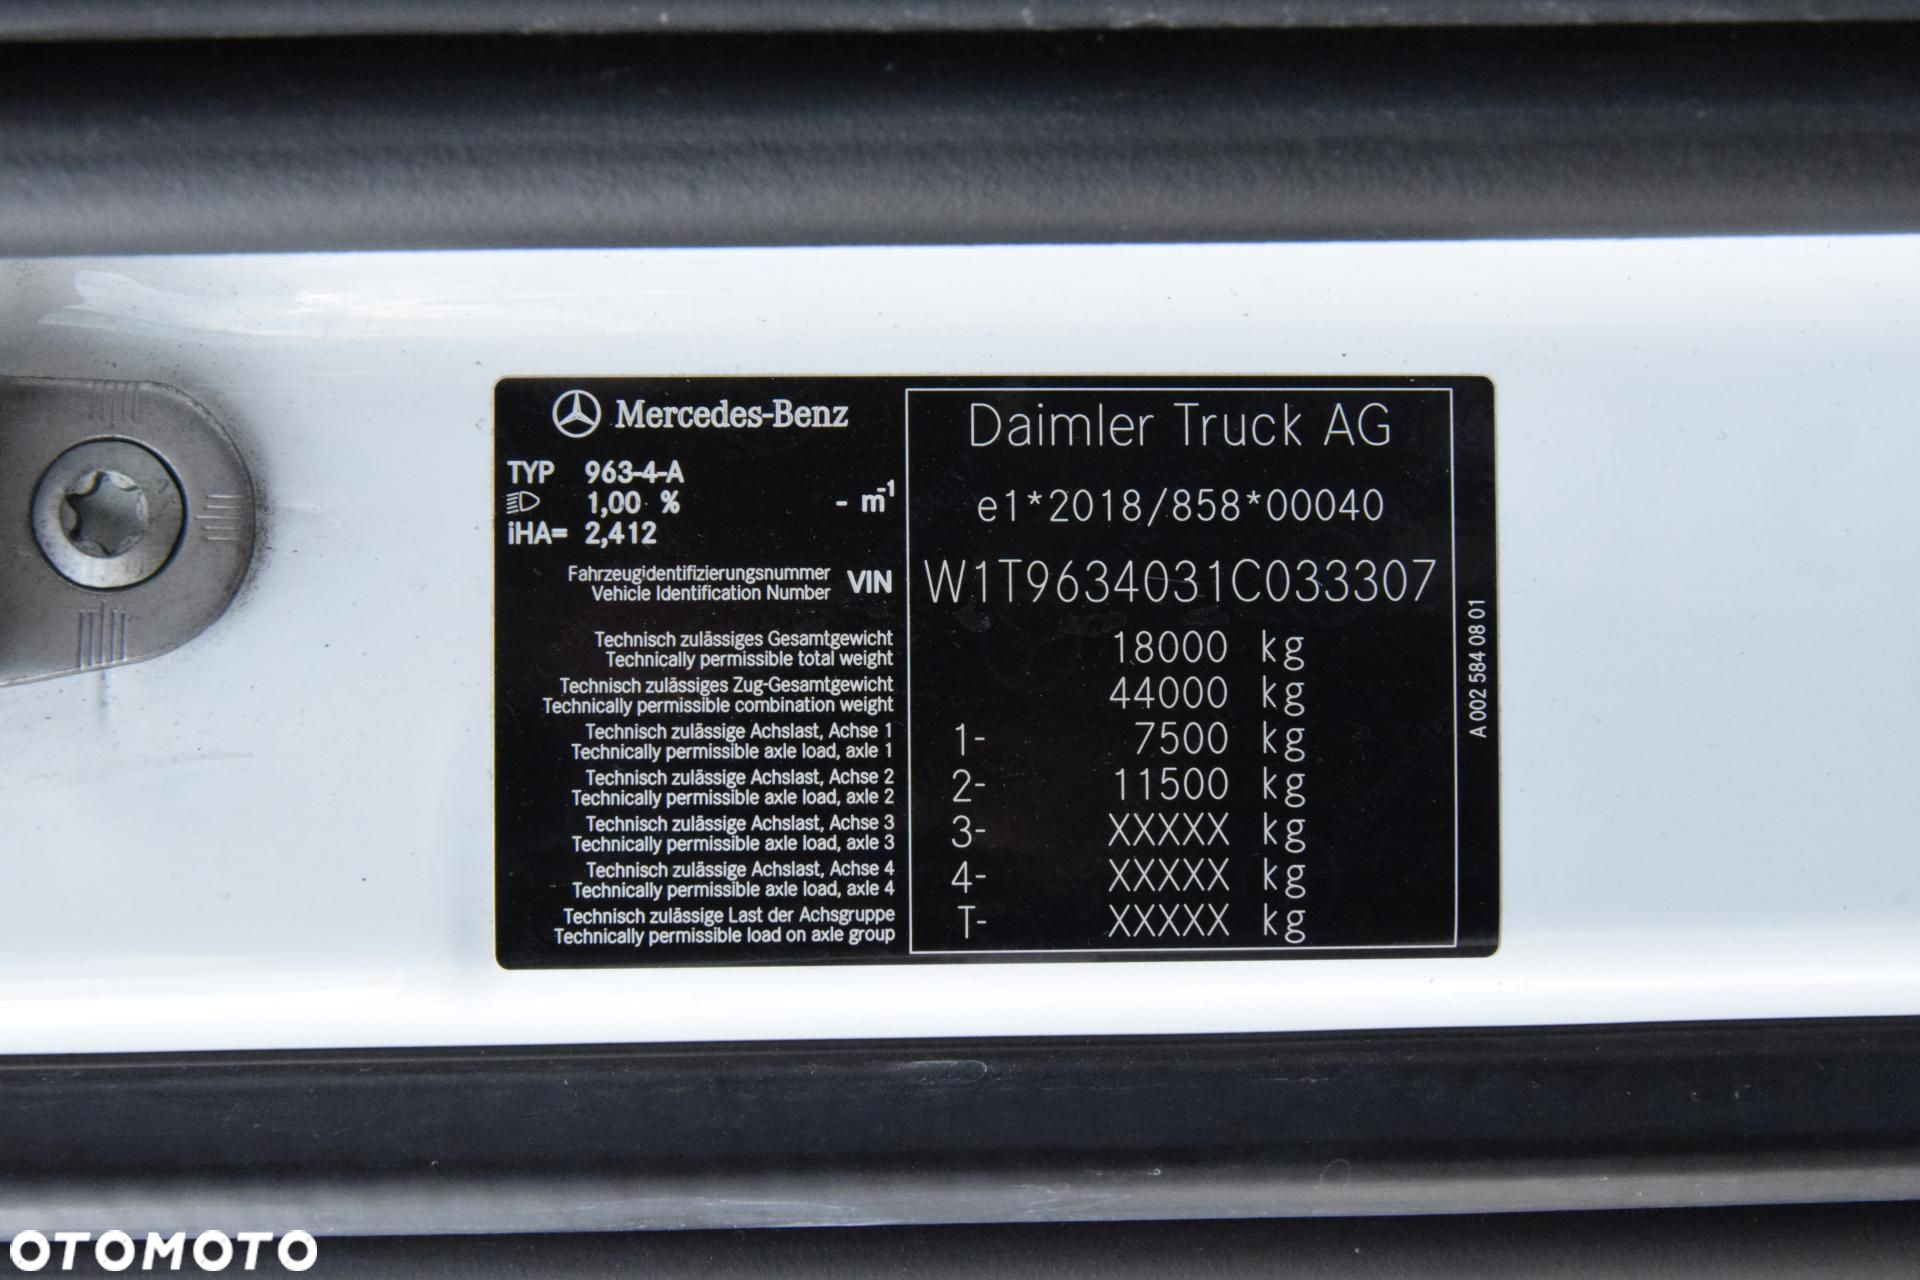 Mercedes-Benz
TYP 963-4-A
1,00 % - m-1
iHA= 2,412
Daimler Truck AG
e1*2018/858*00040
Fahrzeugidentifizierungsnummer
Vehicle Identification Number
VIN W1T9634031C033307
Technisch zulässiges Gesamtgewicht
Technically permissible total weight
18000 kg
Technisch zulässiges Zug-Gesamtgewicht
Technically permissible combination weight
44000 kg
Technisch zulässige Achslast, Achse 1
Technically permissible axle load, axle 1
1- 7500 kg
Technisch zulässige Achslast, Achse 2
Technically permissible axle load, axle 2
2- 11500 kg
Technisch zulässige Achslast, Achse 3
Technically permissible axle load, axle 3
3- XXXXX kg
Technisch zulässige Achslast, Achse 4
Technically permissible axle load, axle 4
4- XXXXX kg
Technisch zulässige Last der Achsgruppe
Technically permissible load on axle group
T- XXXXX kg
A 002 584 08 01
OTOMOTO